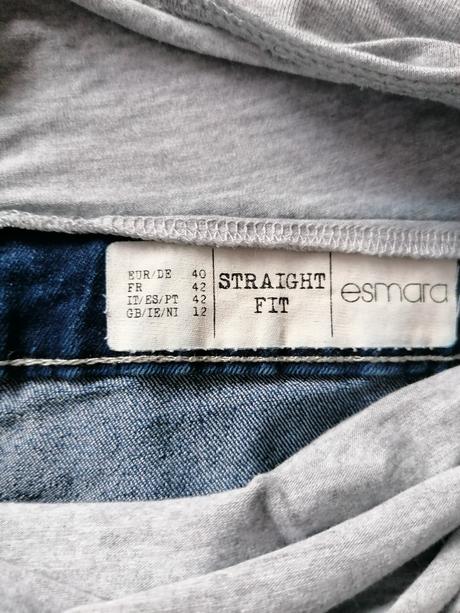 EUR/DE 40
FR 42
IT/ES/PT 42
GB/IE/NI 12
STRAIGHT
FIT
esmara